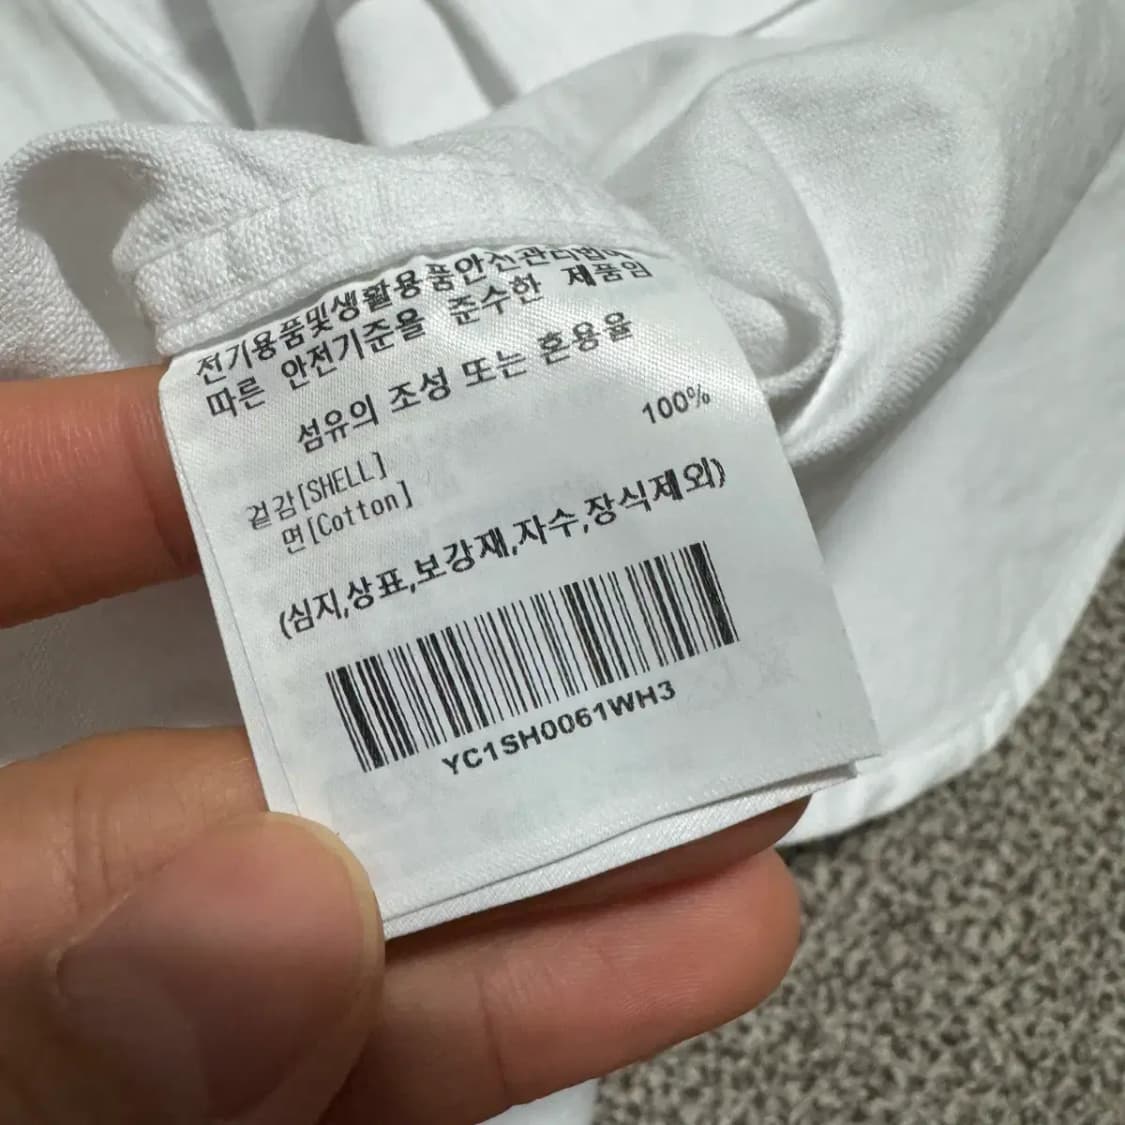 전기용품및생활용품안전관리법에
따른 안전기준을 준수한 제품임
섬유의 조성 또는 혼용율
100%
겉감[SHELL]
면[Cotton]
(심지,상표,보강재,자수,장식제외)
YC1SH0061WH3